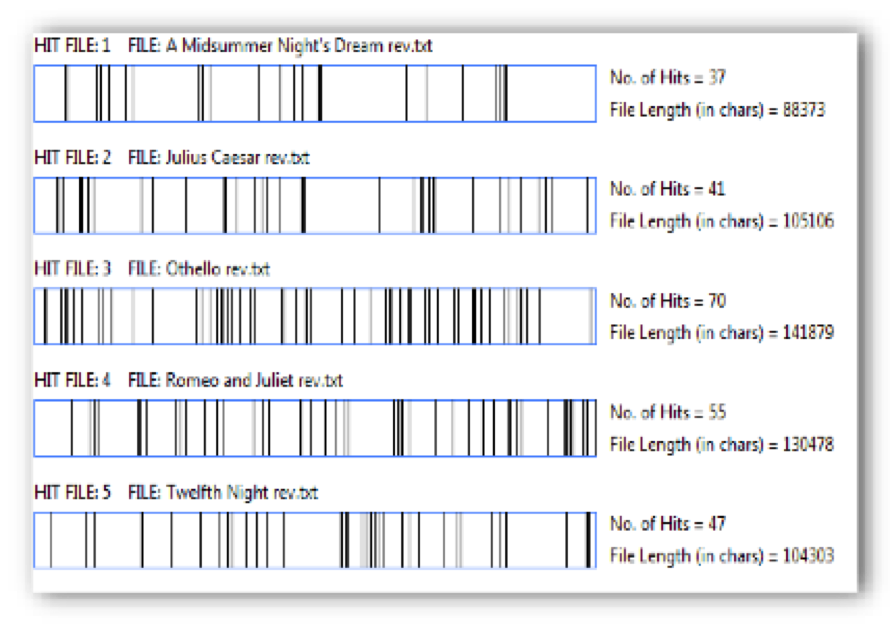 HIT FILE: 1 FILE: A Midsummer Night's Dream rev.txt
No. of Hits = 37
File Length (in chars) = 88373
HIT FILE: 2 FILE: Julius Caesar rev.txt
No. of Hits = 41
File Length (in chars) = 105106
HIT FILE: 3 FILE: Othello rev.txt
No. of Hits = 70
File Length (in chars) = 141879
HIT FILE: 4 FILE: Romeo and Juliet rev.txt
No. of Hits = 55
File Length (in chars) = 130478
HIT FILE: 5 FILE: Twelfth Night rev.txt
No. of Hits = 47
File Length (in chars) = 104303